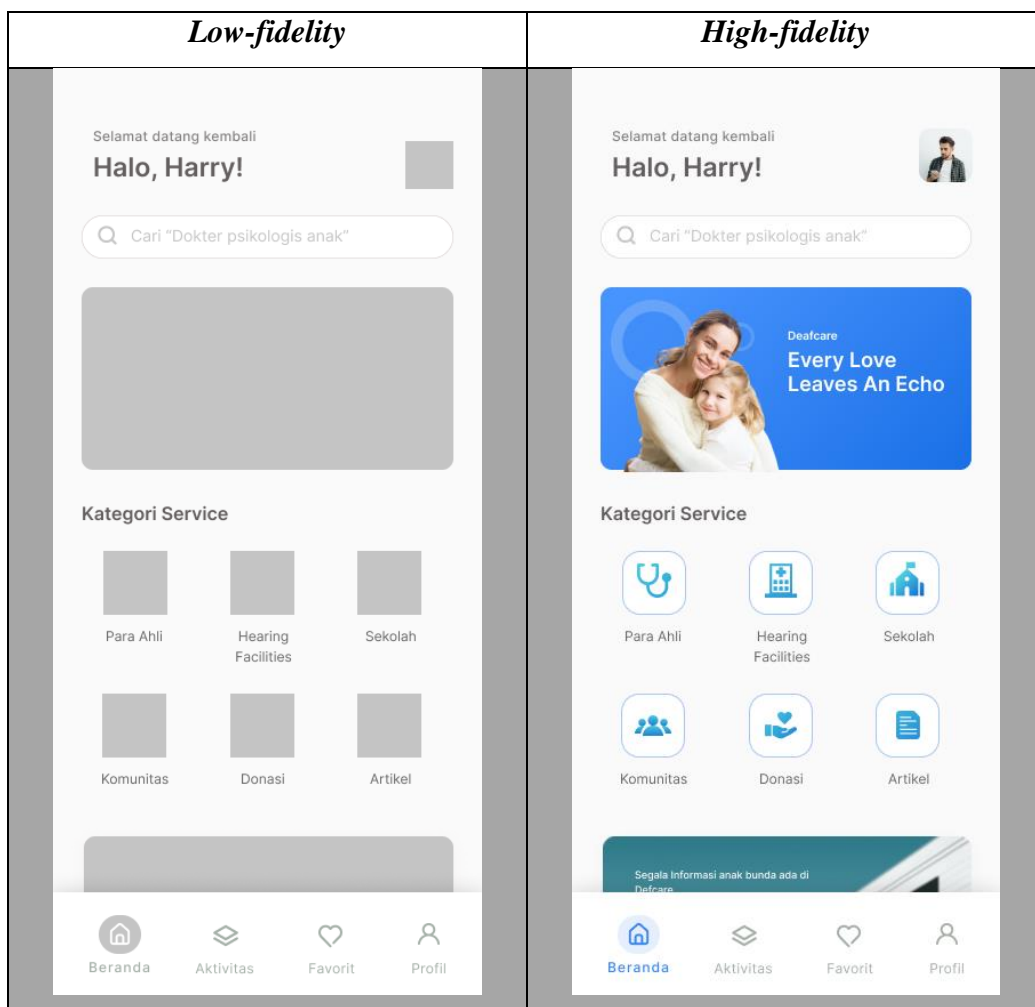 Low-fidelity
High-fidelity
Selamat datang kembali
Halo, Harry!
Cari "Dokter psikologis anak"
Kategori Service
Para Ahli
Hearing
Facilities
Sekolah
Komunitas
Donasi
Artikel
Beranda
Aktivitas
Favorit
Profil
Selamat datang kembali
Halo, Harry!
Cari "Dokter psikologis anak"
Deafcare
Every Love
Leaves An Echo
Kategori Service
Para Ahli
Hearing
Facilities
Sekolah
Komunitas
Donasi
Artikel
Segala Informasi anak bunda ada di
Defcare
Beranda
Aktivitas
Favorit
Profil